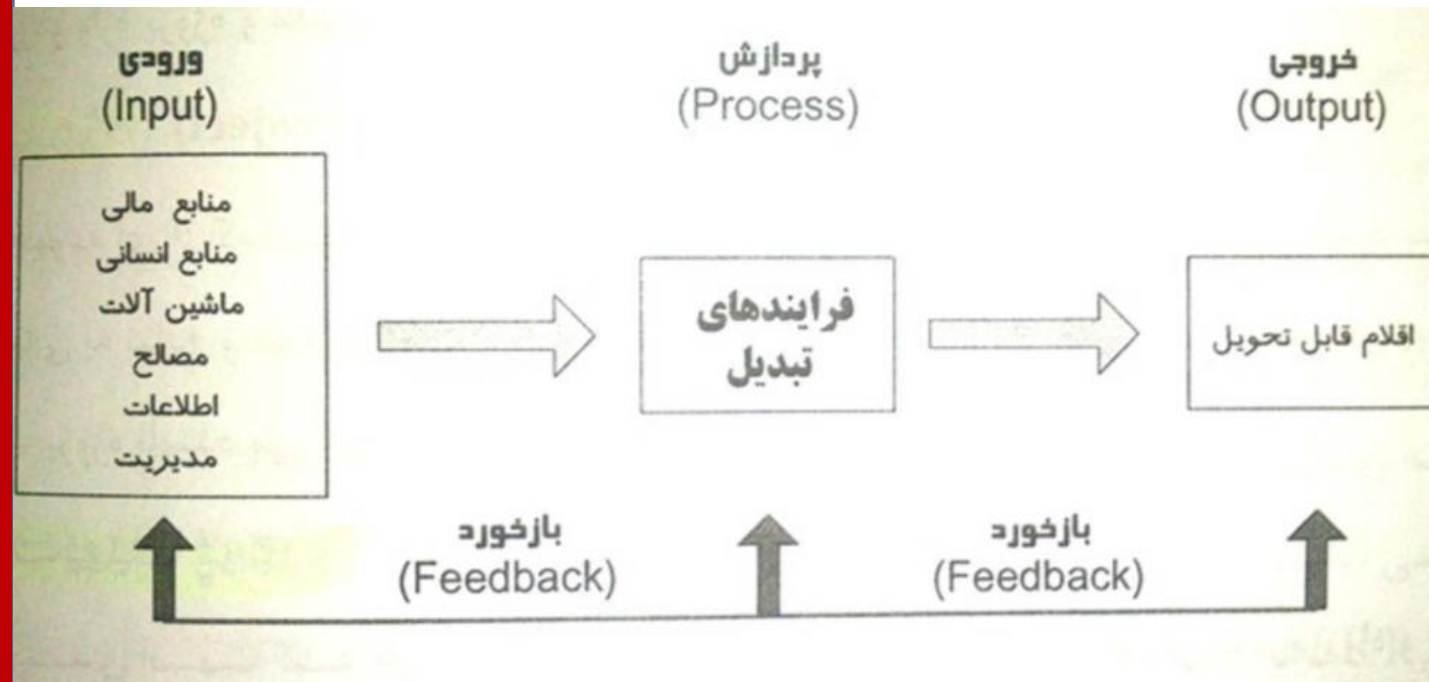 ورودی
(Input)
منابع مالی
منابع انسانی
ماشین آلات
مصالح
اطلاعات
مدیریت
پردازش
(Process)
فرایندهای
تبدیل
خروجی
(Output)
اقلام قابل تحویل
بازخورد
(Feedback)
بازخورد
(Feedback)